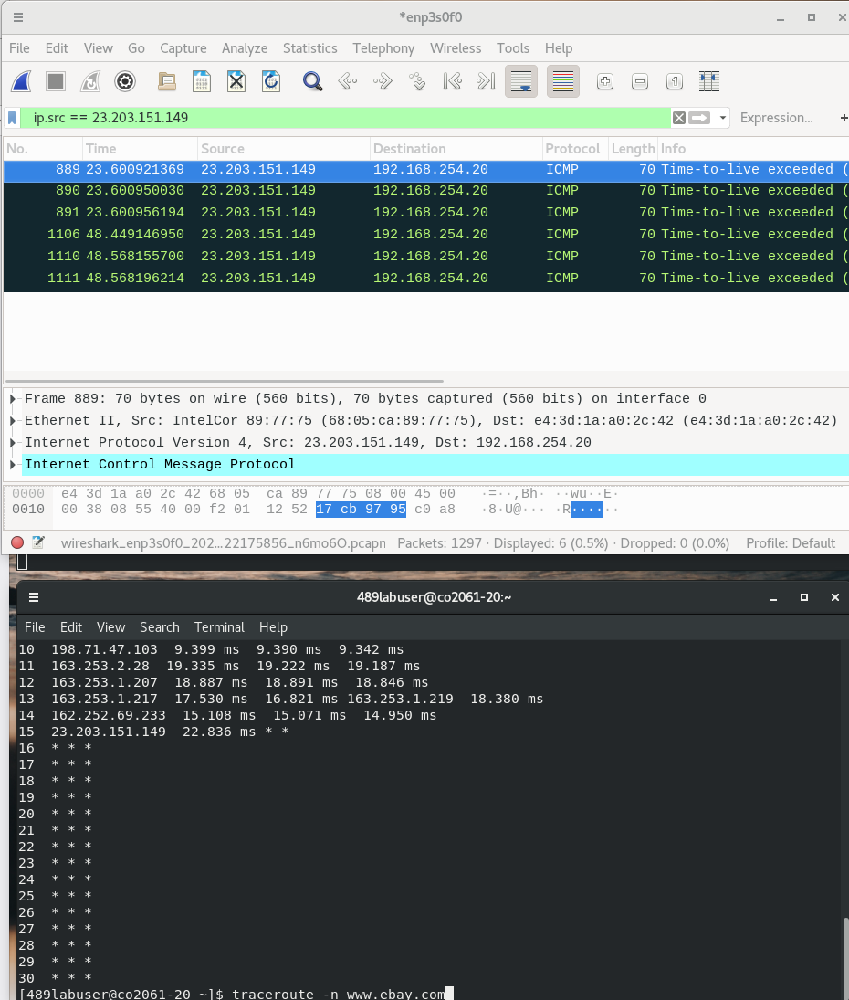 *enp3s0f0
File Edit View Go Capture Analyze Statistics Telephony Wireless Tools Help
ip.src == 23.203.151.149 Expression... +
No. Time Source Destination Protocol Length Info
889 23.600921369 23.203.151.149 192.168.254.20 ICMP 70 Time-to-live exceeded (
890 23.600950030 23.203.151.149 192.168.254.20 ICMP 70 Time-to-live exceeded (
891 23.600956194 23.203.151.149 192.168.254.20 ICMP 70 Time-to-live exceeded (
1106 48.449146950 23.203.151.149 192.168.254.20 ICMP 70 Time-to-live exceeded (
1110 48.568155700 23.203.151.149 192.168.254.20 ICMP 70 Time-to-live exceeded (
1111 48.568196214 23.203.151.149 192.168.254.20 ICMP 70 Time-to-live exceeded (
Frame 889: 70 bytes on wire (560 bits), 70 bytes captured (560 bits) on interface 0
Ethernet II, Src: IntelCor_89:77:75 (68:05:ca:89:77:75), Dst: e4:3d:1a:a0:2c:42 (e4:3d:1a:a0:2c:42)
Internet Protocol Version 4, Src: 23.203.151.149, Dst: 192.168.254.20
Internet Control Message Protocol
0000 e4 3d 1a a0 2c 42 68 05 ca 89 77 75 08 00 45 00 ·=··,Bh· ··wu··E·
0010 00 38 08 55 40 00 f2 01 12 52 17 cb 97 95 c0 a8 ·8·U@··· ·R······
wireshark_enp3s0f0_202...22175856_n6mo6O.pcapn Packets: 1297 · Displayed: 6 (0.5%) · Dropped: 0 (0.0%) Profile: Default
489labuser@co2061-20:~
File Edit View Search Terminal Help
10 198.71.47.103 9.399 ms 9.390 ms 9.342 ms
11 163.253.2.28 19.335 ms 19.222 ms 19.187 ms
12 163.253.1.207 18.887 ms 18.891 ms 18.846 ms
13 163.253.1.217 17.530 ms 16.821 ms 163.253.1.219 18.380 ms
14 162.252.69.233 15.108 ms 15.071 ms 14.950 ms
15 23.203.151.149 22.836 ms * *
16 * * *
17 * * *
18 * * *
19 * * *
20 * * *
21 * * *
22 * * *
23 * * *
24 * * *
25 * * *
26 * * *
27 * * *
28 * * *
29 * * *
30 * * *
[489labuser@co2061-20 ~]$ traceroute -n www.ebay.com